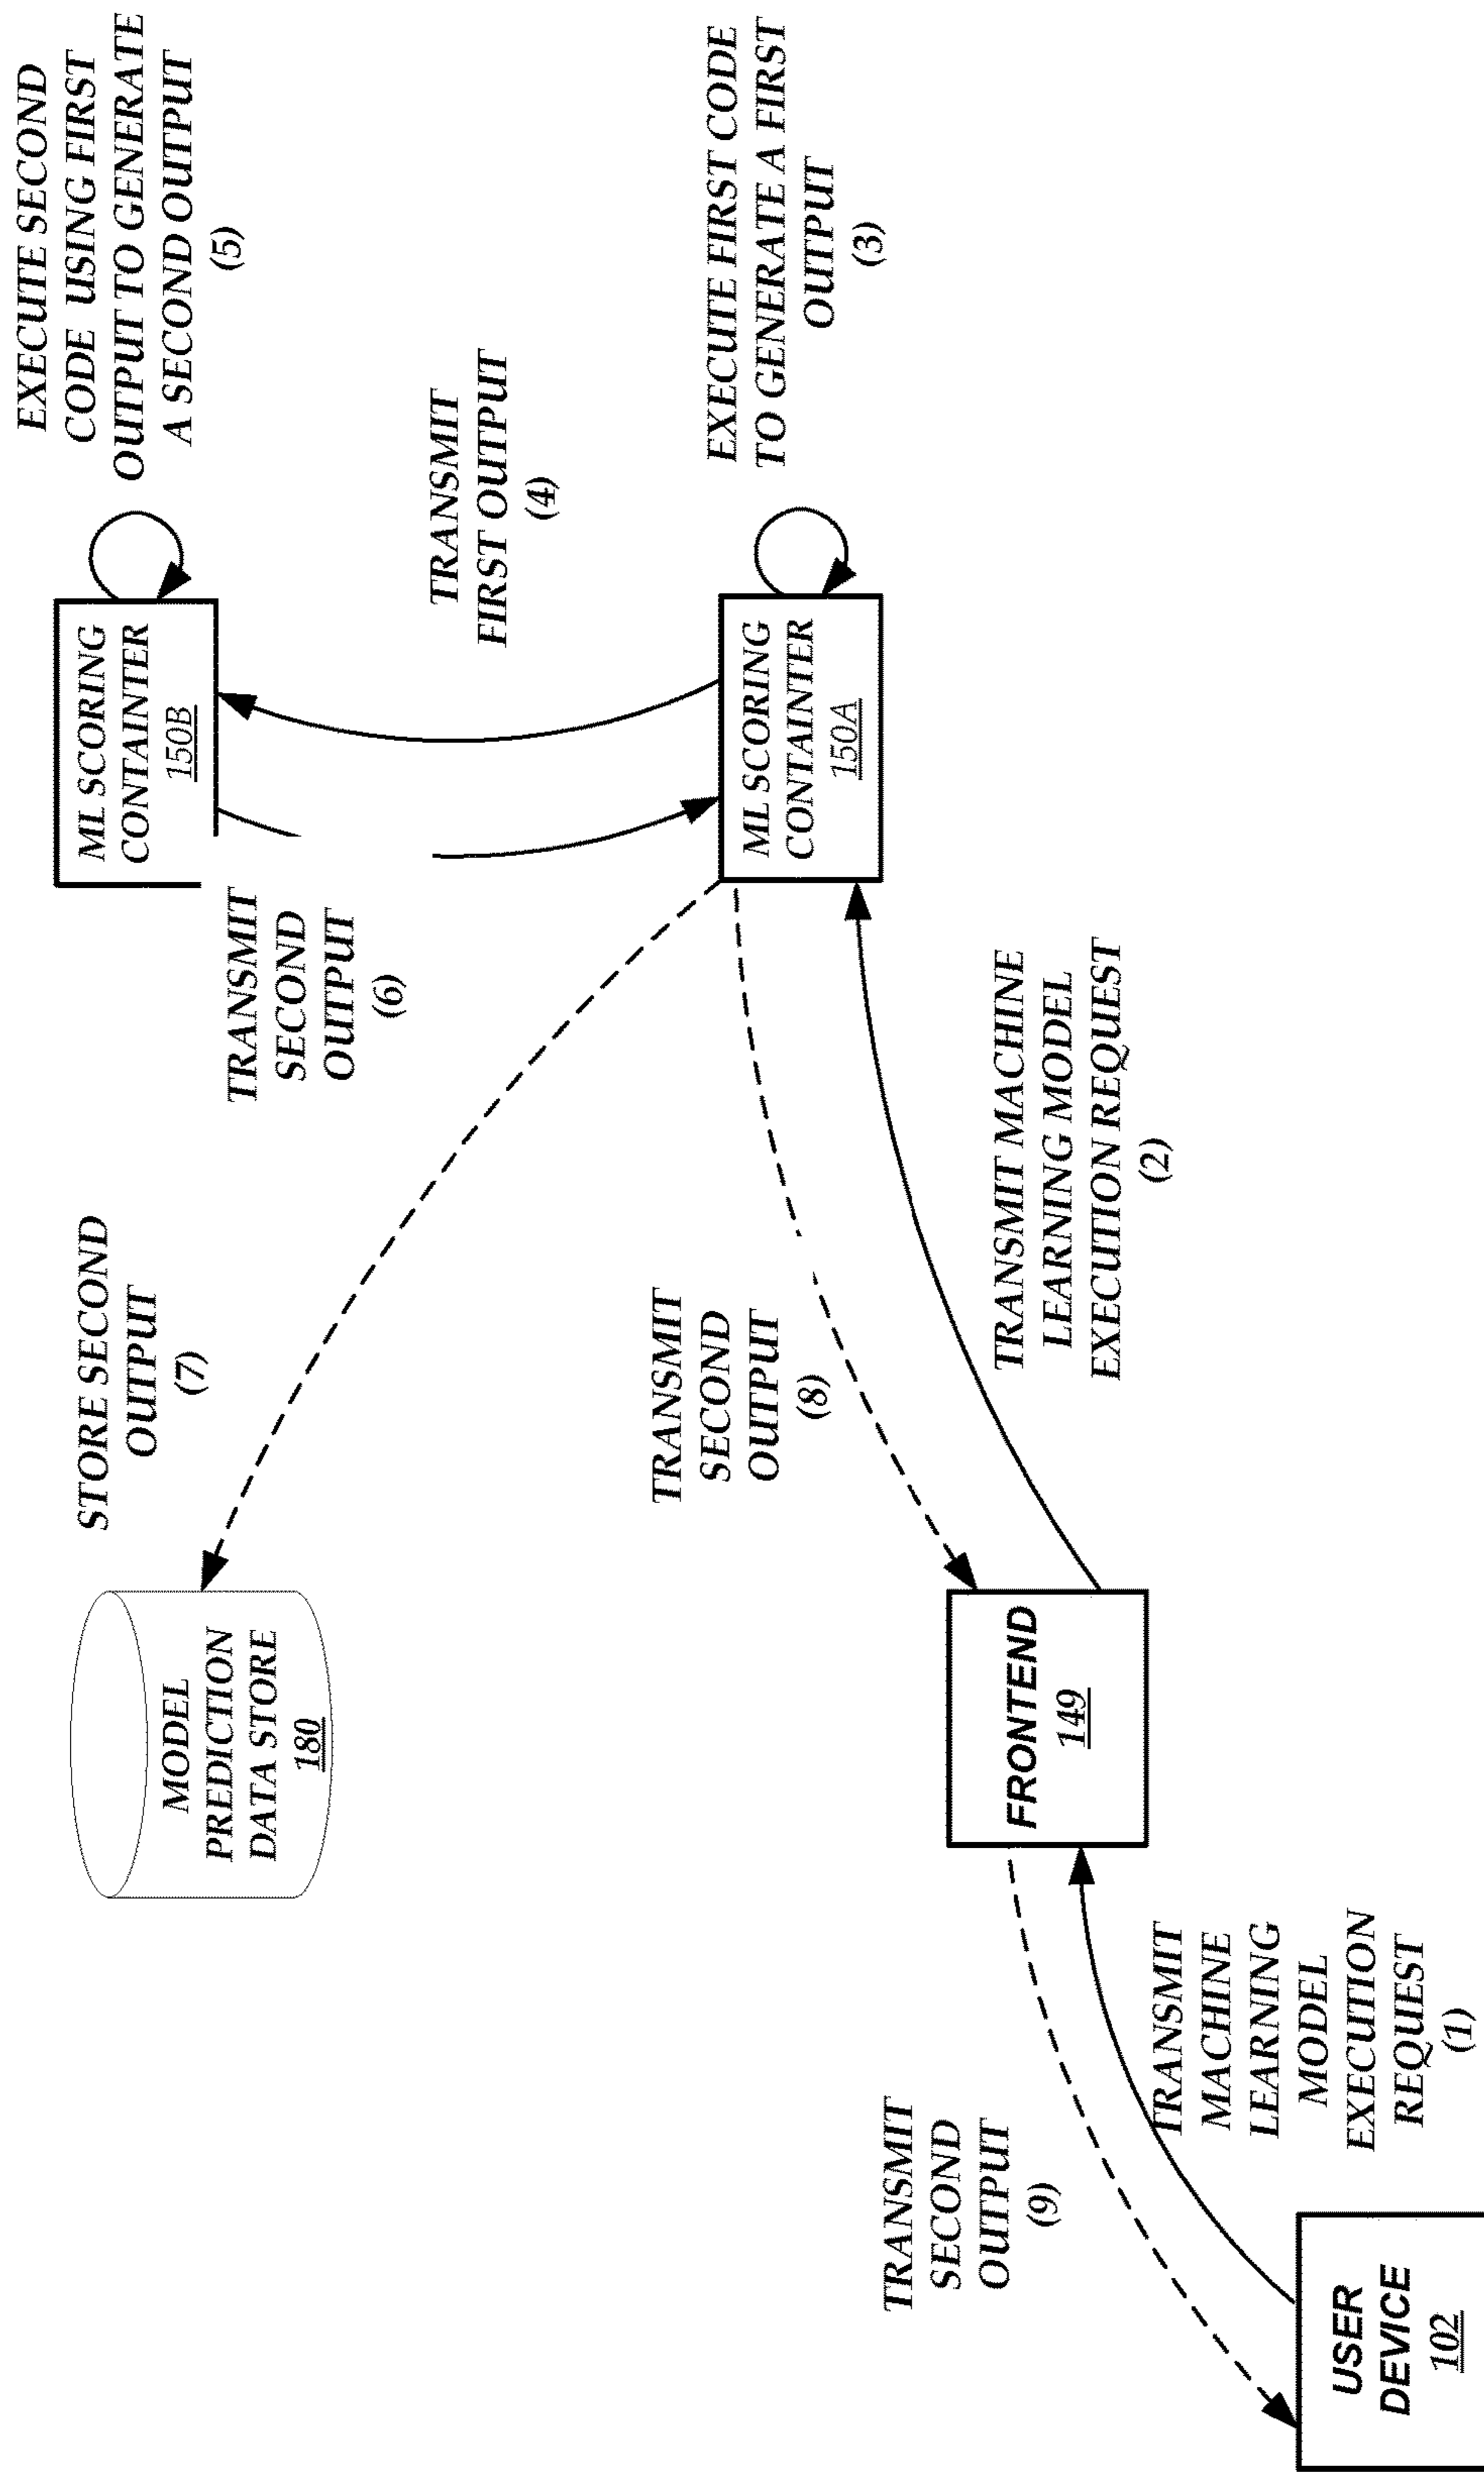 MODEL
PREDICTION
DATA STORE
180
STORE SECOND
OUTPUT
(7)
TRANSMIT
SECOND
OUTPUT
(6)
ML SCORING
CONTAINTER
150B
EXECUTE SECOND
CODE USING FIRST
OUTPUT TO GENERATE
A SECOND OUTPUT
(5)
TRANSMIT
FIRST OUTPUT
(4)
ML SCORING
CONTAINTER
150A
EXECUTE FIRST CODE
TO GENERATE A FIRST
OUTPUT
(3)
TRANSMIT
SECOND
OUTPUT
(8)
TRANSMIT MACHINE
LEARNING MODEL
EXECUTION REQUEST
(2)
FRONTEND
149
TRANSMIT
SECOND
OUTPUT
(9)
TRANSMIT
MACHINE
LEARNING
MODEL
EXECUTION
REQUEST
(1)
USER
DEVICE
102